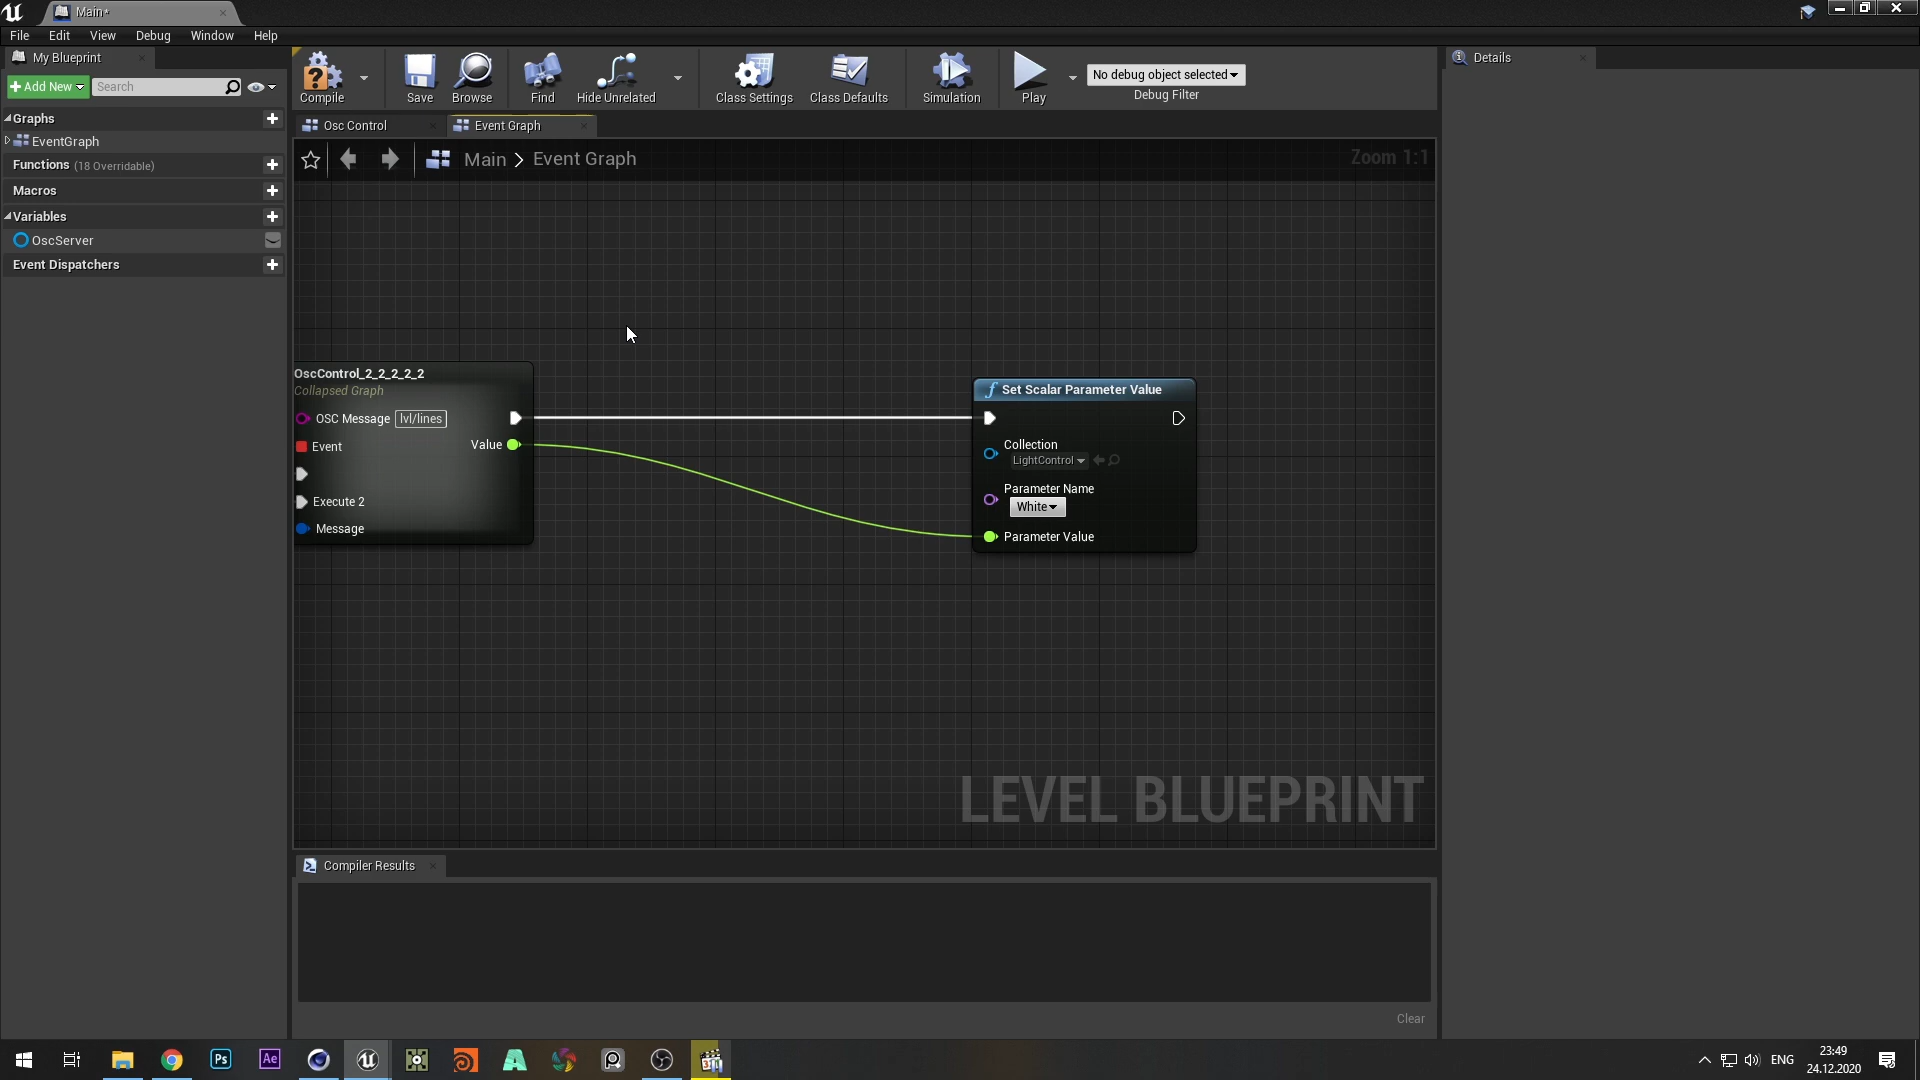 Main*
File Edit View Debug Window Help
My Blueprint
Add New
Search
Graphs
EventGraph
Functions (18 Overridable)
Macros
Variables
OscServer
Event Dispatchers
Compile
Save
Browse
Find
Hide Unrelated
Class Settings
Class Defaults
Simulation
Play
No debug object selected
Debug Filter
Osc Control
Event Graph
Main > Event Graph
Zoom 1:1
OscControl_2_2_2_2_2
Collapsed Graph
OSC Message lvl/lines
Event
Value
Execute 2
Message
f Set Scalar Parameter Value
Collection
LightControl
Parameter Name
White
Parameter Value
LEVEL BLUEPRINT
Compiler Results
Clear
Details
Ps
Ae
ENG
23:49
24.12.2020